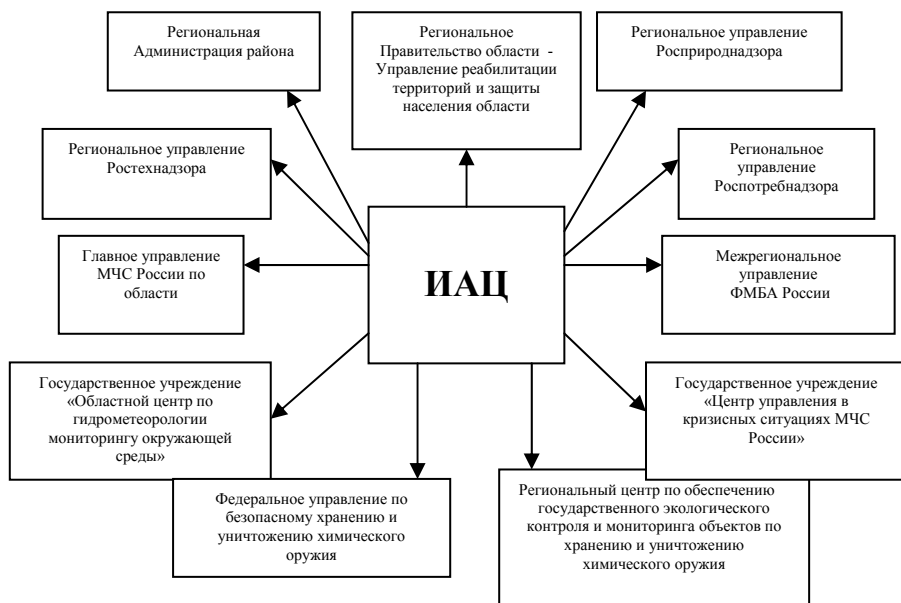 Региональная
Администрация района
Региональное
Правительство области -
Управление реабилитации
территорий и защиты
населения области
Региональное управление
Росприроднадзора
Региональное управление
Ростехнадзора
Региональное
управление
Роспотребнадзора
ИАЦ
Главное управление
МЧС России по
области
Межрегиональное
управление
ФМБА России
Государственное учреждение
«Областной центр по
гидрометеорологии
мониторингу окружающей
среды»
Государственное учреждение
«Центр управления в
кризисных ситуациях МЧС
России»
Федеральное управление по
безопасному хранению и
уничтожению химического
оружия
Региональный центр по обеспечению
государственного экологического
контроля и мониторинга объектов по
хранению и уничтожению
химического оружия